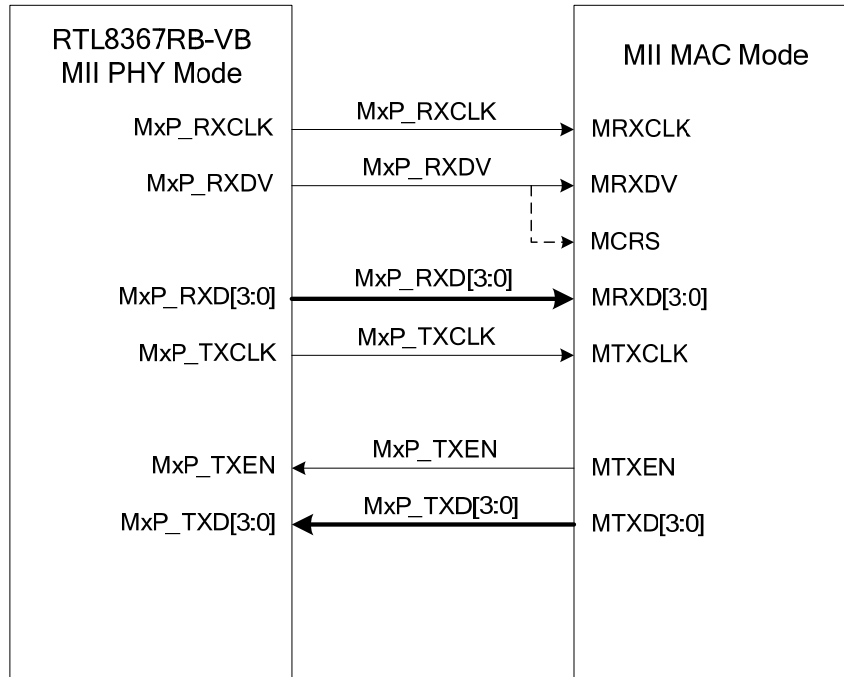 RTL8367RB-VB
MII PHY Mode
MII MAC Mode
MxP_RXCLK
MxP_RXCLK
MRXCLK
MxP_RXDV
MxP_RXDV
MRXDV
MCRS
MxP_RXD[3:0]
MxP_RXD[3:0]
MRXD[3:0]
MxP_TXCLK
MxP_TXCLK
MTXCLK
MxP_TXEN
MxP_TXEN
MTXEN
MxP_TXD[3:0]
MxP_TXD[3:0]
MTXD[3:0]